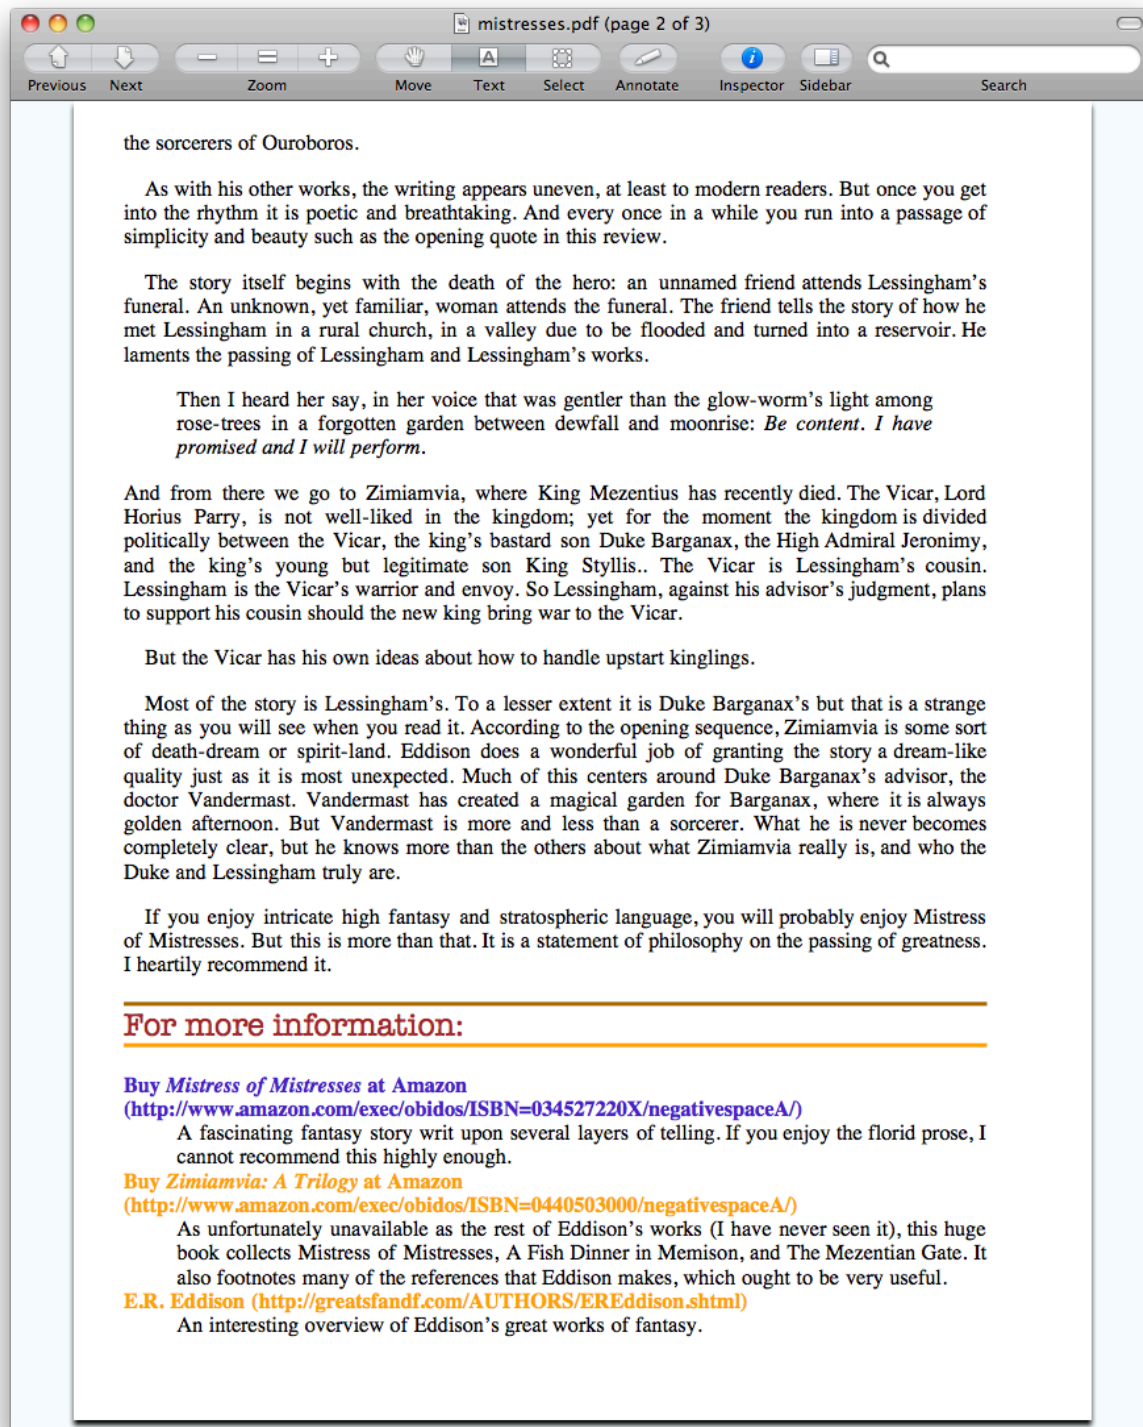 mistresses.pdf (page 2 of 3)
Previous Next Zoom Move Text Select Annotate Inspector Sidebar Search
the sorcerers of Ouroboros.
As with his other works, the writing appears uneven, at least to modern readers. But once you get
into the rhythm it is poetic and breathtaking. And every once in a while you run into a passage of
simplicity and beauty such as the opening quote in this review.
The story itself begins with the death of the hero: an unnamed friend attends Lessingham's
funeral. An unknown, yet familiar, woman attends the funeral. The friend tells the story of how he
met Lessingham in a rural church, in a valley due to be flooded and turned into a reservoir. He
laments the passing of Lessingham and Lessingham's works.
Then I heard her say, in her voice that was gentler than the glow-worm's light among
rose-trees in a forgotten garden between dewfall and moonrise: Be content. I have
promised and I will perform.
And from there we go to Zimiamvia, where King Mezentius has recently died. The Vicar, Lord
Horius Parry, is not well-liked in the kingdom; yet for the moment the kingdom is divided
politically between the Vicar, the king's bastard son Duke Barganax, the High Admiral Jeronimy,
and the king's young but legitimate son King Styllis.. The Vicar is Lessingham's cousin.
Lessingham is the Vicar's warrior and envoy. So Lessingham, against his advisor's judgment, plans
to support his cousin should the new king bring war to the Vicar.
But the Vicar has his own ideas about how to handle upstart kinglings.
Most of the story is Lessingham's. To a lesser extent it is Duke Barganax's but that is a strange
thing as you will see when you read it. According to the opening sequence, Zimiamvia is some sort
of death-dream or spirit-land. Eddison does a wonderful job of granting the story a dream-like
quality just as it is most unexpected. Much of this centers around Duke Barganax's advisor, the
doctor Vandermast. Vandermast has created a magical garden for Barganax, where it is always
golden afternoon. But Vandermast is more and less than a sorcerer. What he is never becomes
completely clear, but he knows more than the others about what Zimiamvia really is, and who the
Duke and Lessingham truly are.
If you enjoy intricate high fantasy and stratospheric language, you will probably enjoy Mistress
of Mistresses. But this is more than that. It is a statement of philosophy on the passing of greatness.
I heartily recommend it.
For more information:
Buy Mistress of Mistresses at Amazon
(http://www.amazon.com/exec/obidos/ISBN=034527220X/negativespaceA/)
A fascinating fantasy story writ upon several layers of telling. If you enjoy the florid prose, I
cannot recommend this highly enough.
Buy Zimiamvia: A Trilogy at Amazon
(http://www.amazon.com/exec/obidos/ISBN=0440503000/negativespaceA/)
As unfortunately unavailable as the rest of Eddison's works (I have never seen it), this huge
book collects Mistress of Mistresses, A Fish Dinner in Memison, and The Mezentian Gate. It
also footnotes many of the references that Eddison makes, which ought to be very useful.
E.R. Eddison (http://greatsfandf.com/AUTHORS/EREddison.shtml)
An interesting overview of Eddison's great works of fantasy.